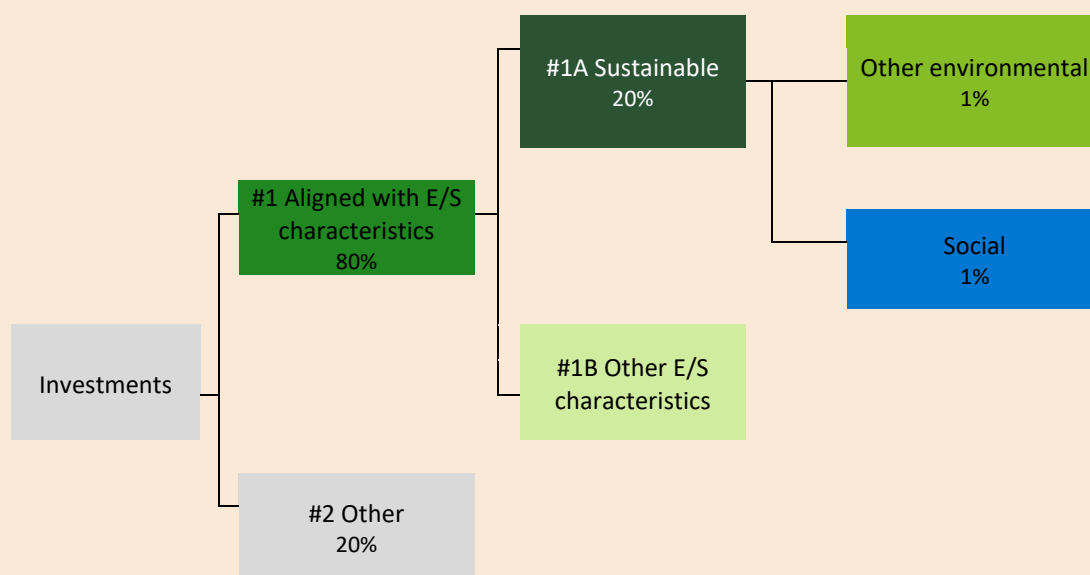 #1A Sustainable
20%
Other environmental
1%
#1 Aligned with E/S
characteristics
80%
Social
1%
Investments
#1B Other E/S
characteristics
#2 Other
20%